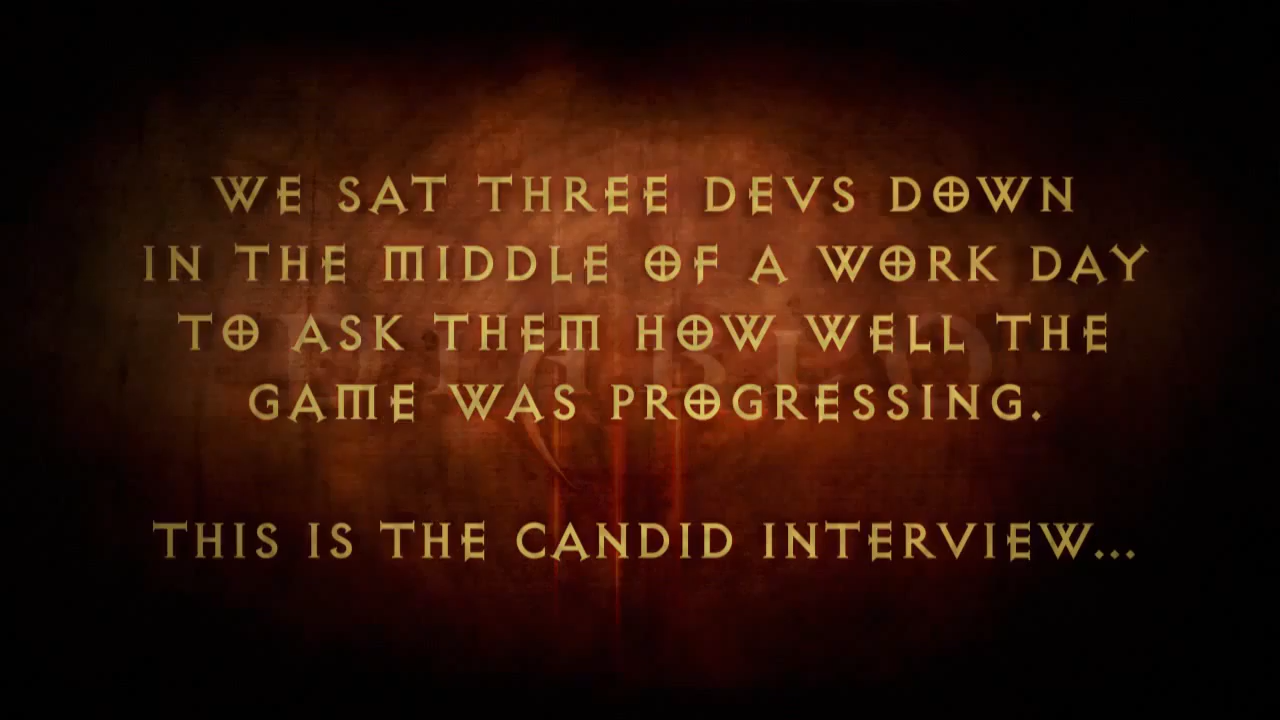 WE SAT THREE DEVS DOWN
IN THE MIDDLE OF A WORK DAY
TO ASK THEM HOW WELL THE
GAME WAS PROGRESSING.
THIS IS THE CANDID INTERVIEW...
DIABLO